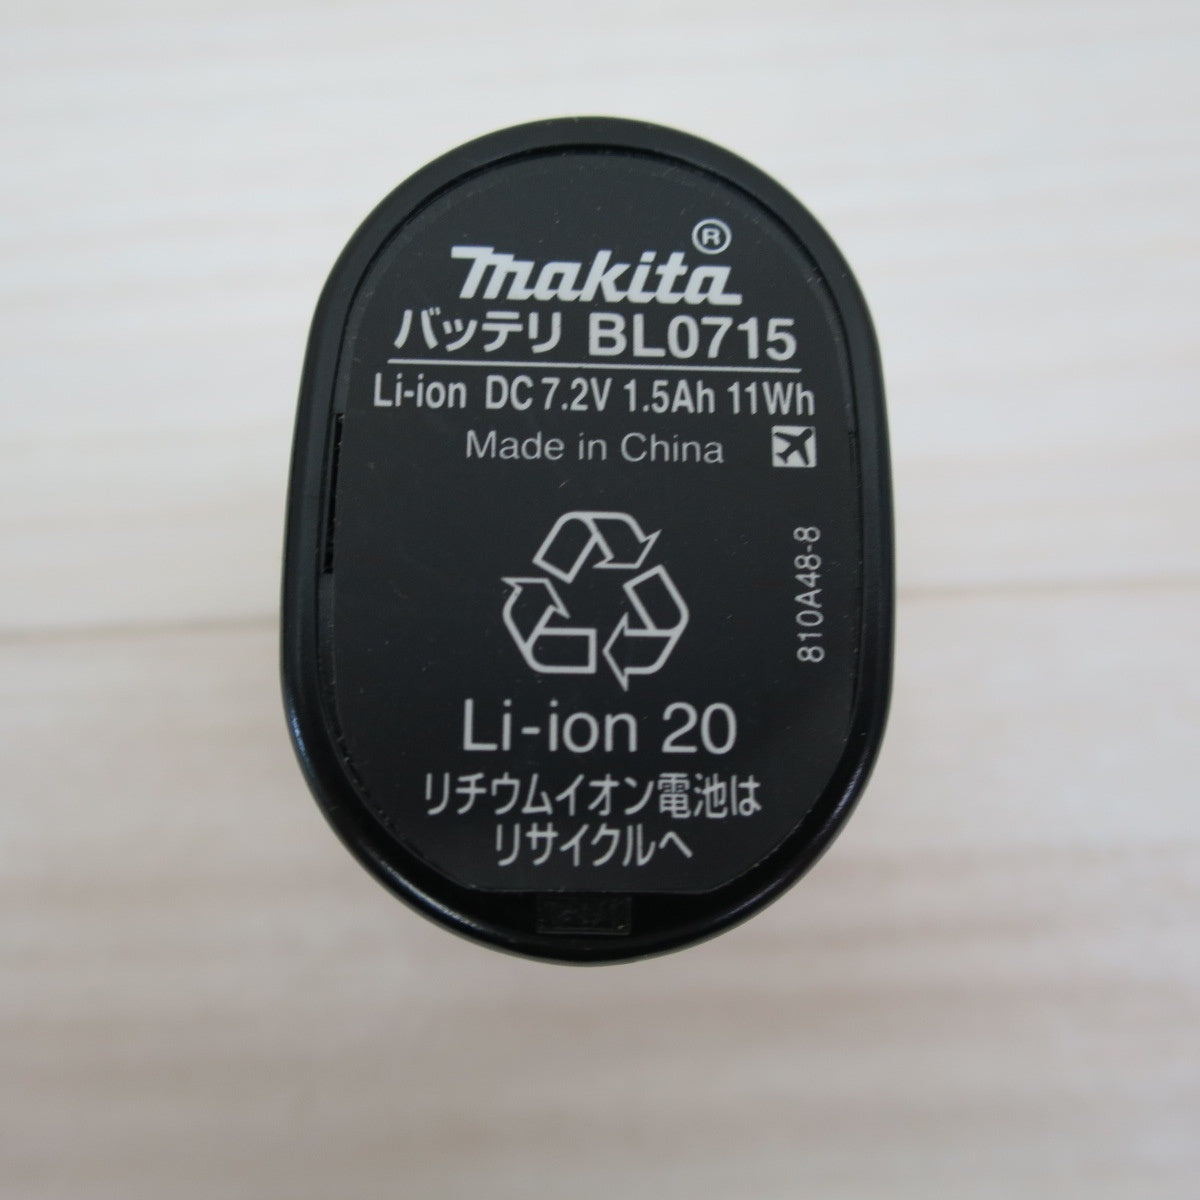 makita®
バッテリ BL0715
Li-ion DC 7.2V 1.5Ah 11Wh
Made in China
810A48-8
Li-ion 20
リチウムイオン電池は
リサイクルへ